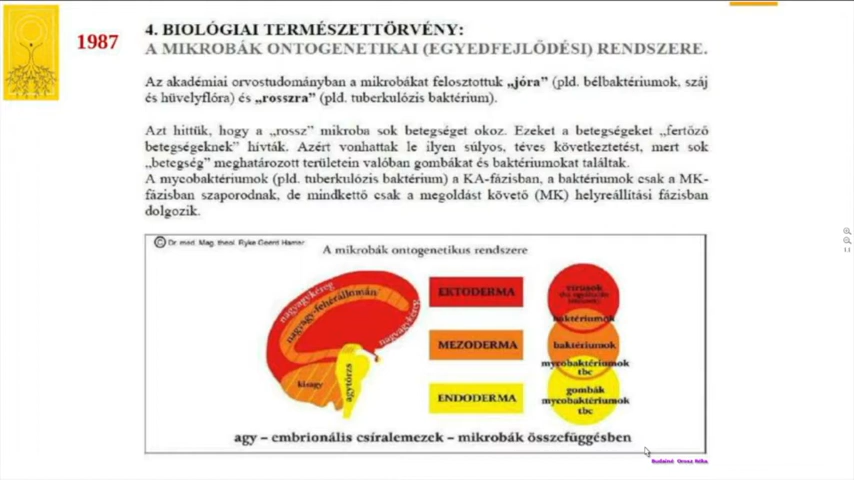 1987
4. BIOLÓGIAI TERMÉSZETTÖRVÉNY:
A MIKROBÁK ONTOGENETIKAI (EGYEDFEJLŐDÉSI) RENDSZERE.
Az akadémiai orvostudományban a mikrobákat felosztottuk „jóra” (pld. bélbaktériumok, száj
és hüvelyflóra) és „rosszra” (pld. tuberkulózis baktérium).
Azt hittük, hogy a „rossz” mikroba sok betegséget okoz. Ezeket a betegségeket „fertőző
betegségeknek” hívták. Azért vonhattak le ilyen súlyos, téves következtetést, mert sok
„betegség” meghatározott területein valóban gombákat és baktériumokat találtak.
A mycobaktériumok (pld. tuberkulózis baktérium) a KA-fázisban, a baktériumok csak a MK-
fázisban szaporodnak, de mindkettő csak a megoldást követő (MK) helyreállítási fázisban
dolgozik.
© Dr. med. Mag. theol. Ryke Geerd Hamer
A mikrobák ontogenetikus rendszere
nagyagykéreg
nagyagy-fehérállomán
nagyagykéreg
kisagy
agytörzs
EKTODERMA
MEZODERMA
ENDODERMA
vírusok
baktériumok
baktériumok
mycobaktériumok
tbc
gombák
mycobaktériumok
tbc
agy – embrionális csíralemezek – mikrobák összefüggésben